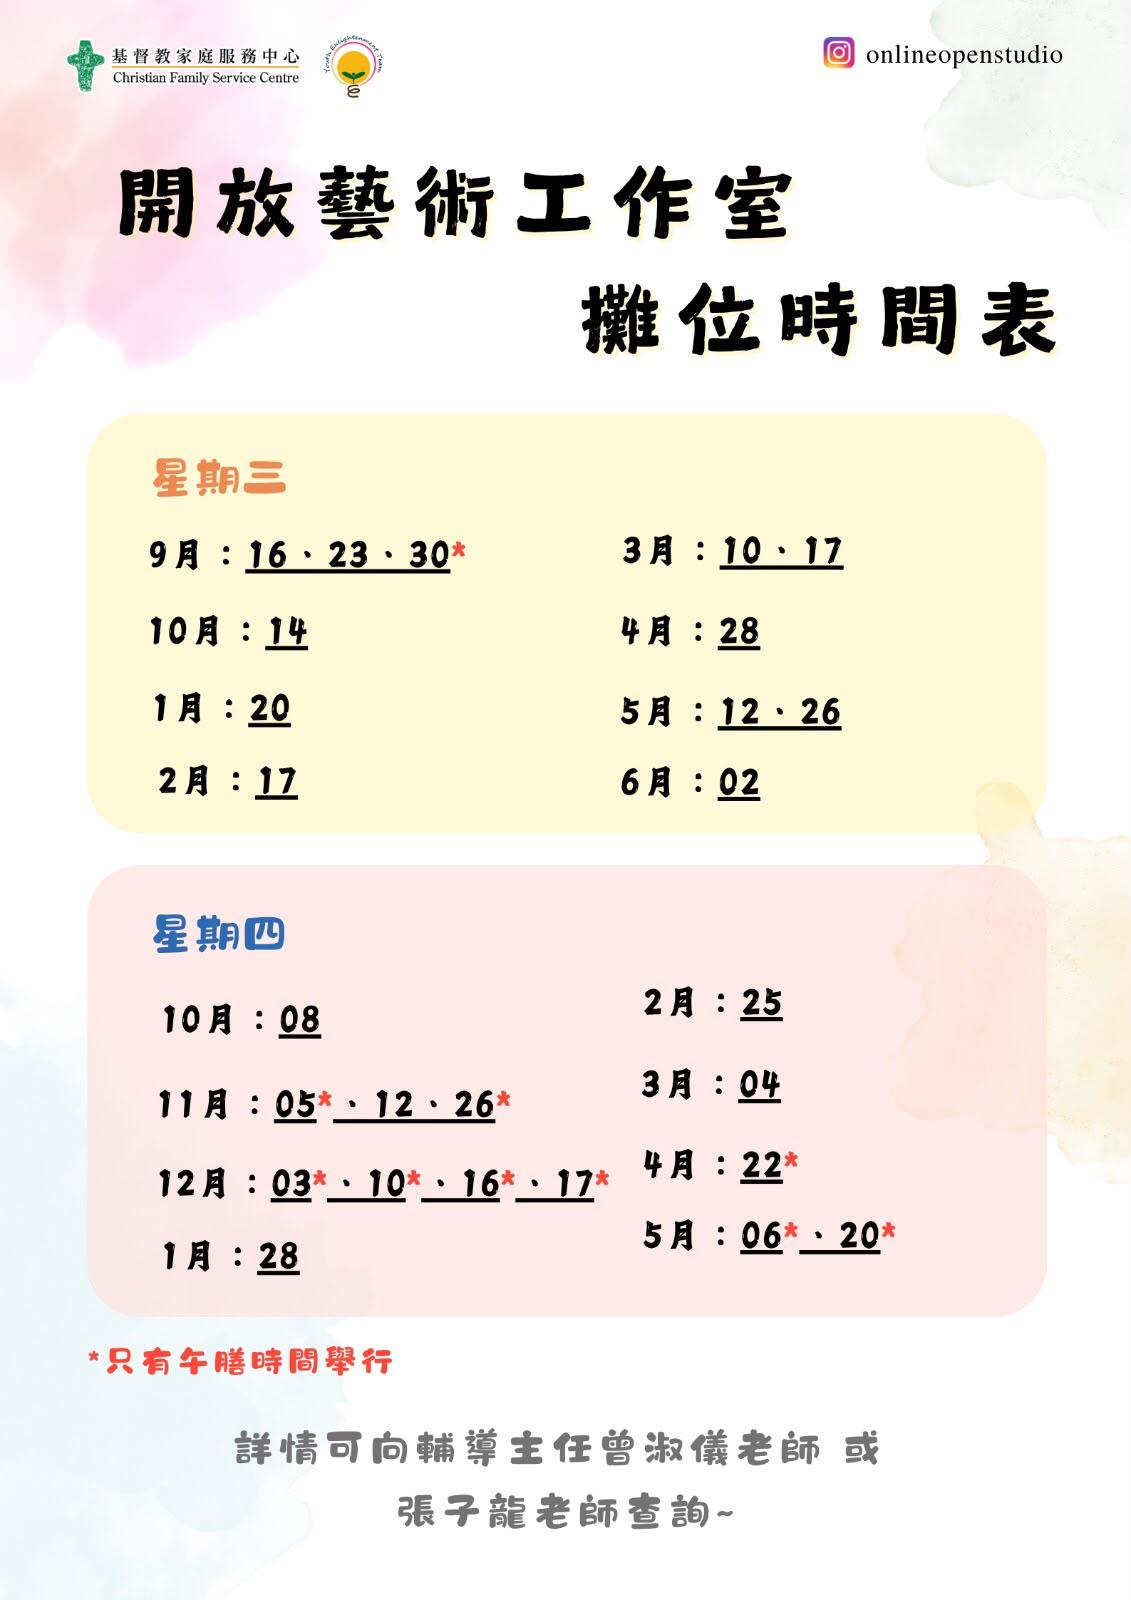 基督教家庭服務中心
Christian Family Service Centre
Youth Enlightenment Team
onlineopenstudio
開放藝術工作室
攤位時間表
星期三
9月：16、23、30*
10月：14
1月：20
2月：17
3月：10、17
4月：28
5月：12、26
6月：02
星期四
10月：08
11月：05*、12、26*
12月：03*、10*、16*、17*
1月：28
2月：25
3月：04
4月：22*
5月：06*、20*
*只有午膳時間舉行
詳情可向輔導主任曾淑儀老師 或
張子龍老師查詢~